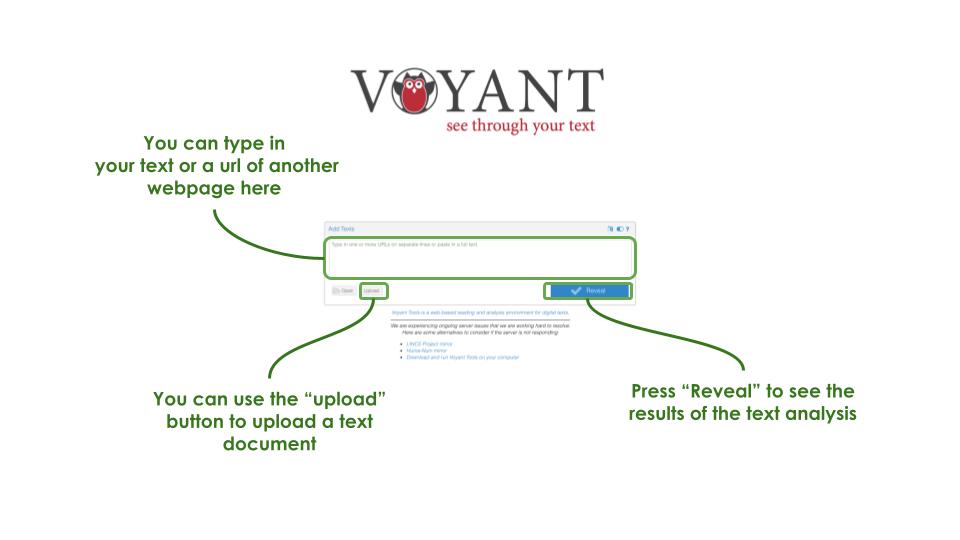 VOYANT
see through your text
You can type in
your text or a url of another
webpage here
Add Texts
?
Type in one or more URLs on separate lines or paste in a full text.
Open
Upload
Reveal
Voyant Tools is a web-based reading and analysis environment for digital texts.
We are experiencing ongoing server issues that we are working hard to resolve.
Here are some alternatives to consider if the server is not responding:
LINCS Project mirror
Huma-Num mirror
Download and run Voyant Tools on your computer
You can use the “upload”
button to upload a text
document
Press “Reveal” to see the
results of the text analysis